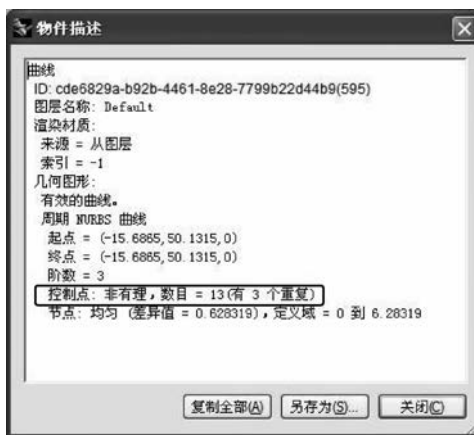 物件描述
曲线
ID: cde6829a-b92b-4461-8e28-7799b22d44b9(595)
图层名称: Default
渲染材质:
来源 = 从图层
索引 = -1
几何图形:
有效的曲线。
周期 NURBS 曲线
起点 = (-15.6865,50.1315,0)
终点 = (-15.6865,50.1315,0)
阶数 = 3
控制点: 非有理，数目 = 13(有 3 个重复)
节点: 均匀 (差异值 = 0.628319)，定义域 = 0 到 6.28319
复制全部(A) 另存为(S)... 关闭(C)